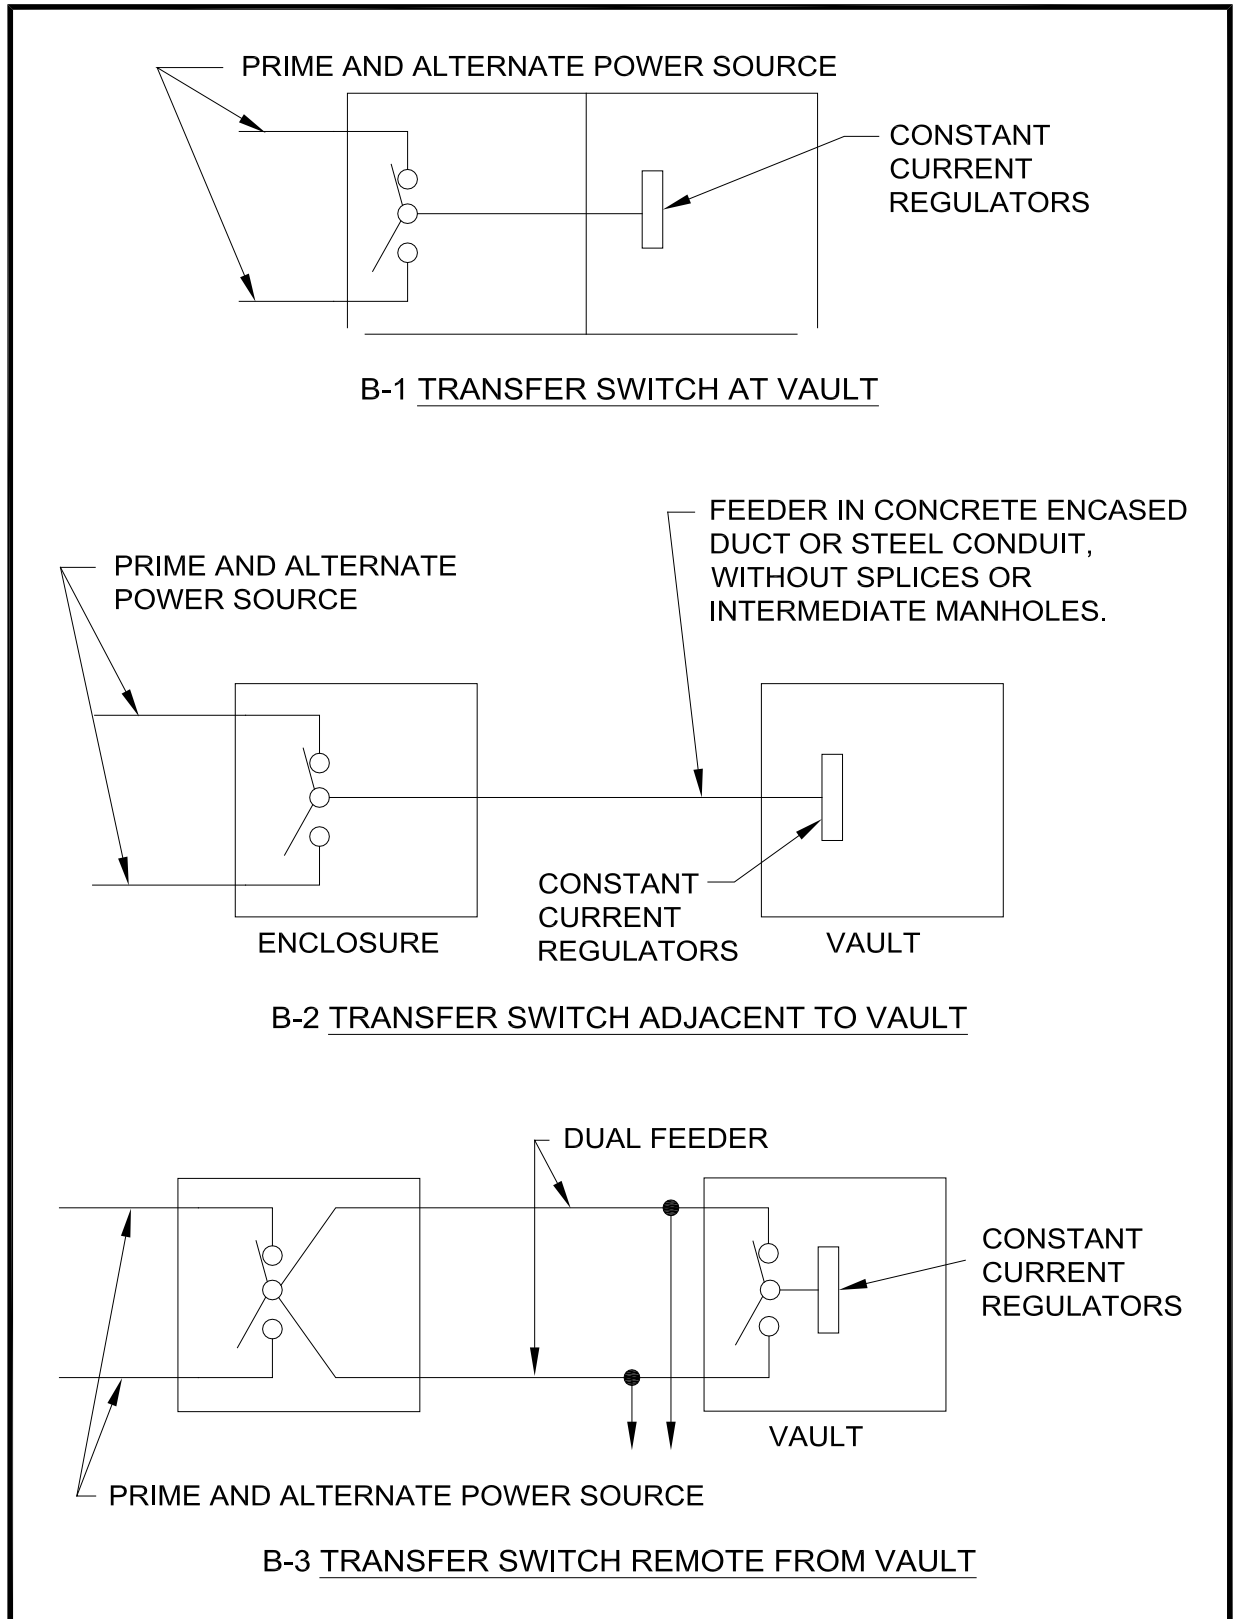 PRIME AND ALTERNATE POWER SOURCE
CONSTANT
CURRENT
REGULATORS
B-1 TRANSFER SWITCH AT VAULT
FEEDER IN CONCRETE ENCASED
DUCT OR STEEL CONDUIT,
WITHOUT SPLICES OR
INTERMEDIATE MANHOLES.
PRIME AND ALTERNATE
POWER SOURCE
CONSTANT
CURRENT
REGULATORS
ENCLOSURE
VAULT
B-2 TRANSFER SWITCH ADJACENT TO VAULT
DUAL FEEDER
CONSTANT
CURRENT
REGULATORS
VAULT
PRIME AND ALTERNATE POWER SOURCE
B-3 TRANSFER SWITCH REMOTE FROM VAULT